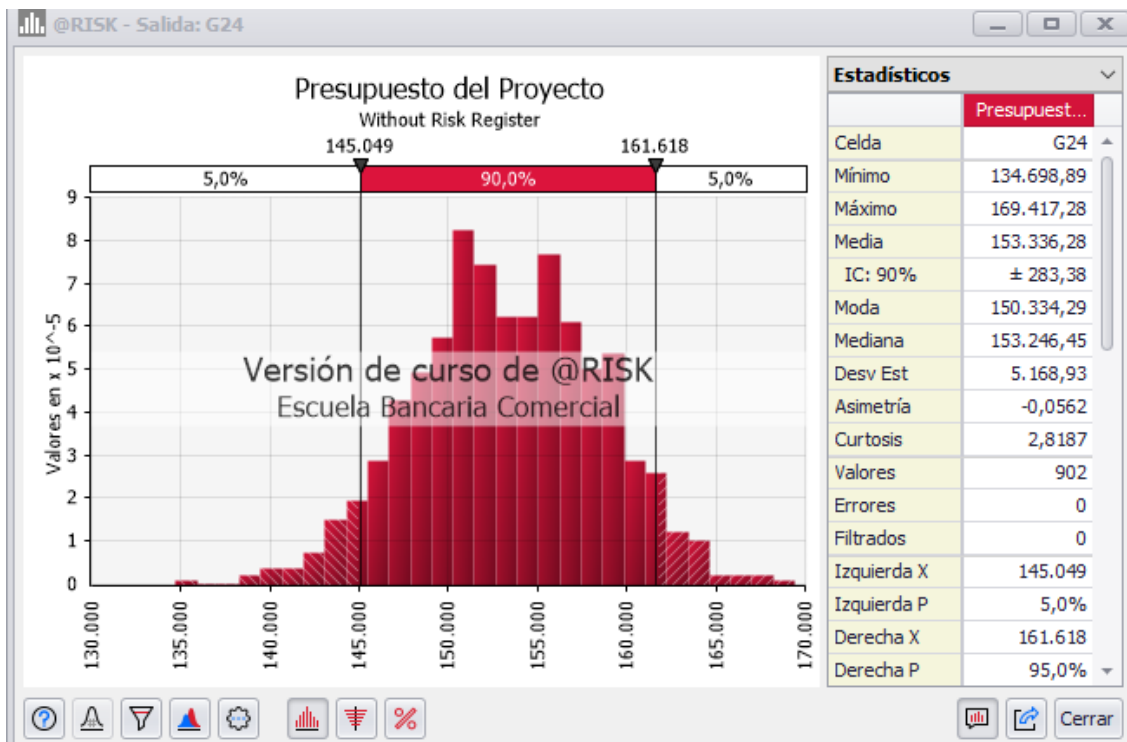 @RISK - Salida: G24
Presupuesto del Proyecto
Without Risk Register
145.049 161.618
5,0% 90,0% 5,0%
9
8
7
6
5
4
3
2
1
0
Valores en x 10^-5
130.000 135.000 140.000 145.000 150.000 155.000 160.000 165.000 170.000
Versión de curso de @RISK
Escuela Bancaria Comercial
Estadísticos
Presupuest...
Celda G24
Mínimo 134.698,89
Máximo 169.417,28
Media 153.336,28
IC: 90% ± 283,38
Moda 150.334,29
Mediana 153.246,45
Desv Est 5.168,93
Asimetría -0,0562
Curtosis 2,8187
Valores 902
Errores 0
Filtrados 0
Izquierda X 145.049
Izquierda P 5,0%
Derecha X 161.618
Derecha P 95,0%
Cerrar